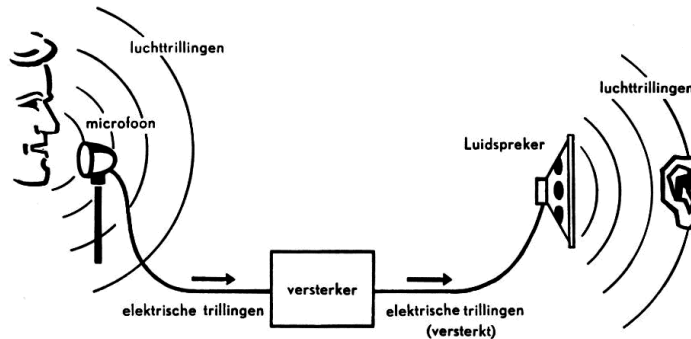 luchttrillingen
luchttrillingen
microfoon
Luidspreker
versterker
elektrische trillingen
elektrische trillingen
(versterkt)